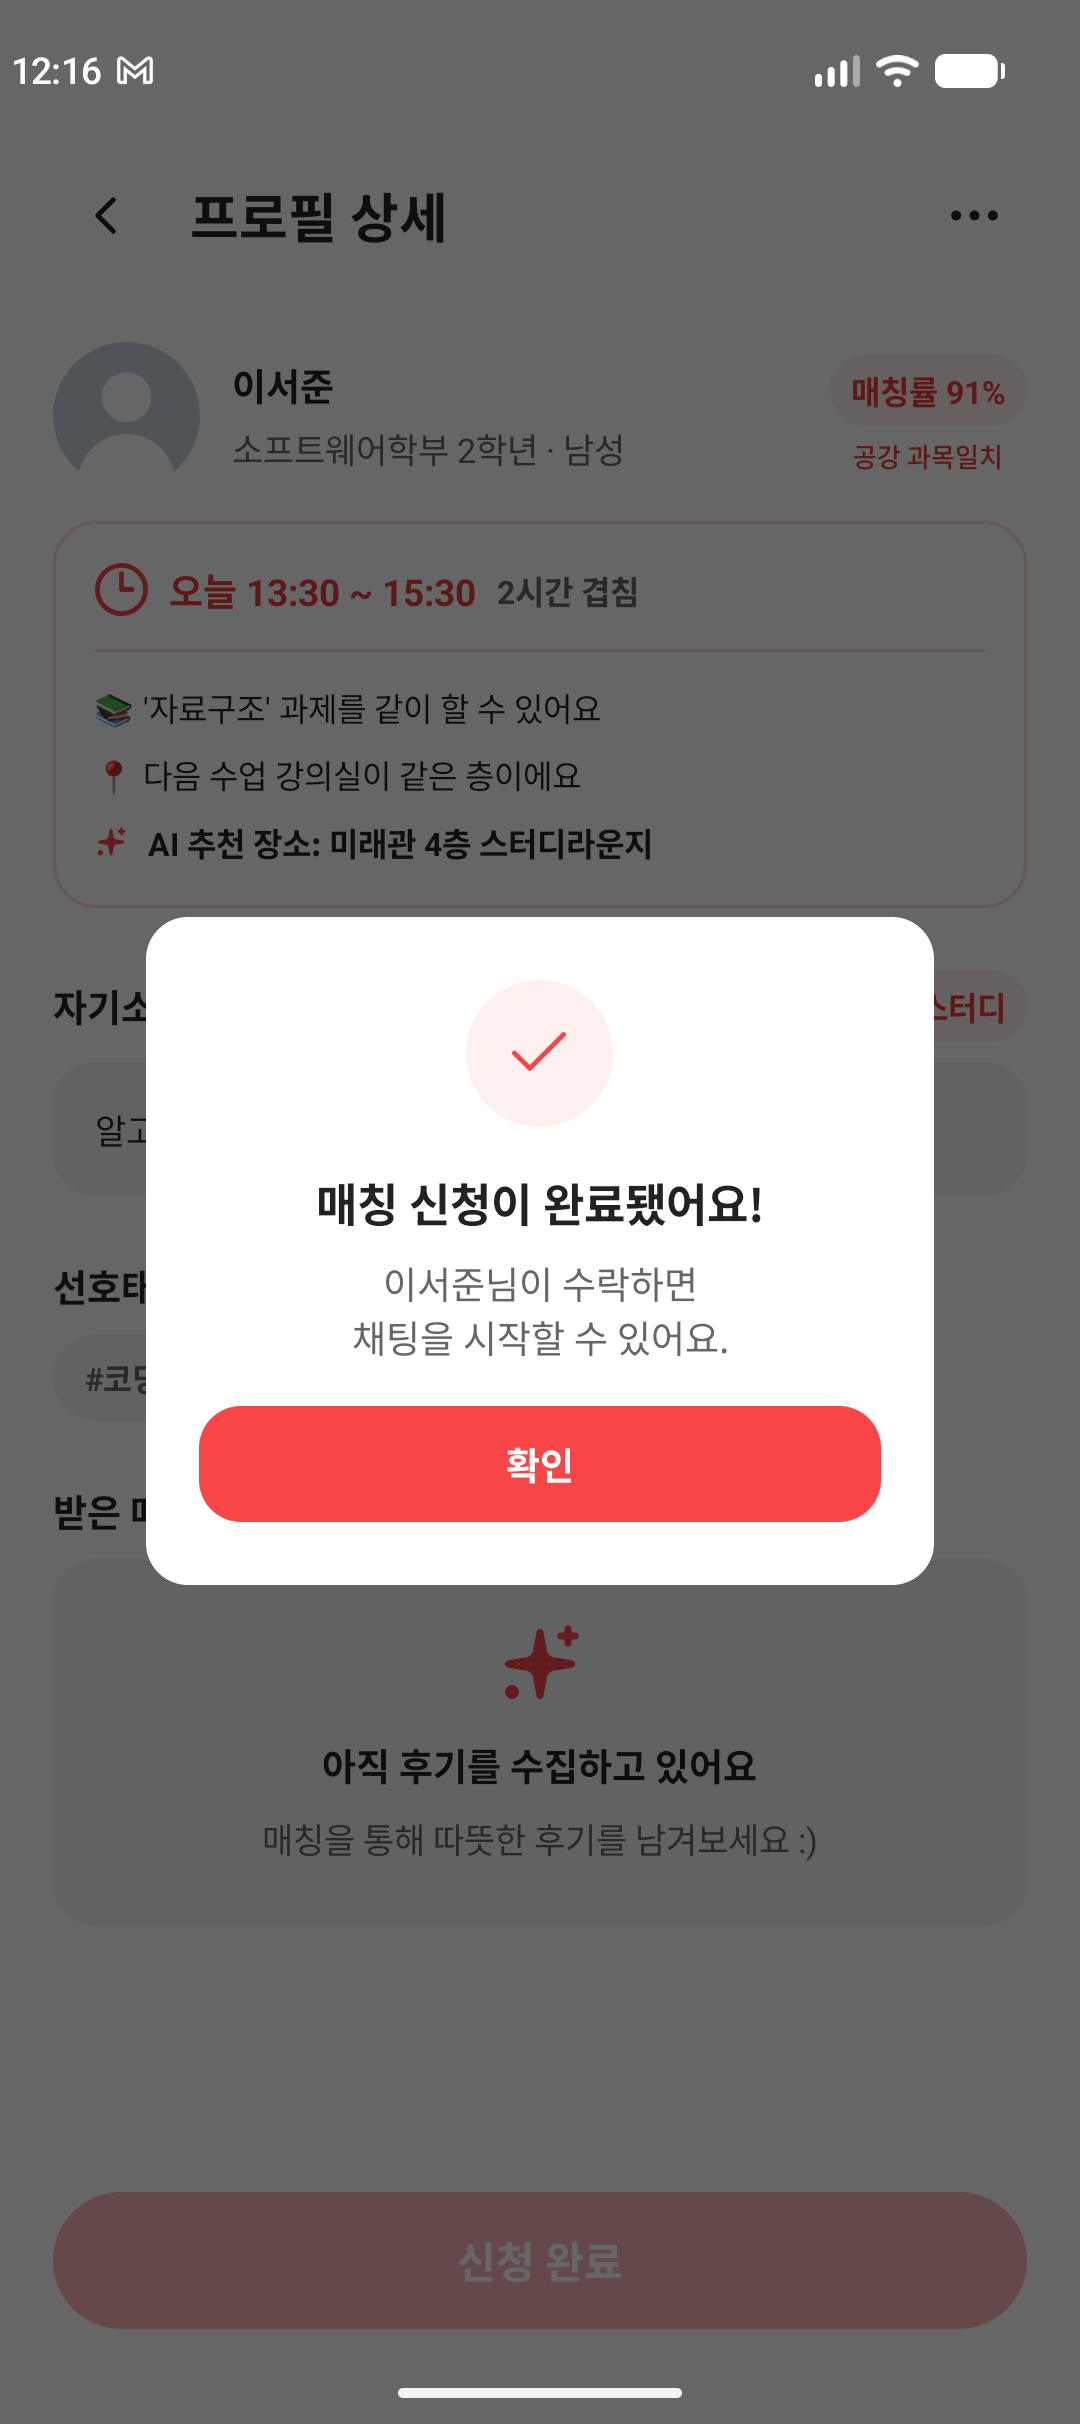 12:16
프로필 상세
이서준
매칭률 91%
소프트웨어학부 2학년 · 남성
공강 과목일치
오늘 13:30 ~ 15:30 2시간 겹침
'자료구조' 과제를 같이 할 수 있어요
다음 수업 강의실이 같은 층이에요
AI 추천 장소: 미래관 4층 스터디라운지
매칭 신청이 완료됐어요!
이서준님이 수락하면
채팅을 시작할 수 있어요.
확인
받은
아직 후기를 수집하고 있어요
매칭을 통해 따뜻한 후기를 남겨보세요 :)
신청 완료